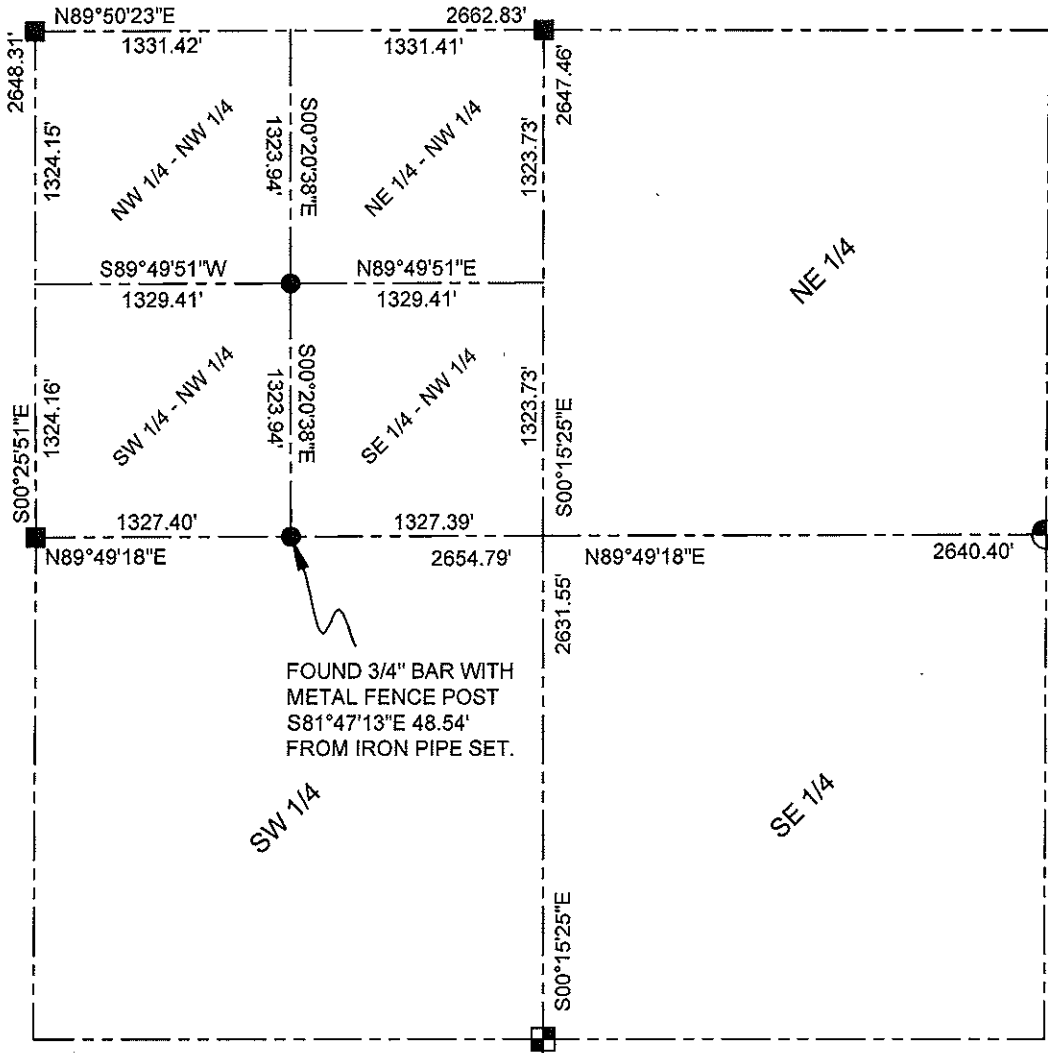 N89°50'23"E
2662.83'
1331.42'
1331.41'
2648.31'
1324.15'
NW 1/4 - NW 1/4
S00°20'38"E
1323.94'
NE 1/4 - NW 1/4
1323.73'
2647.46'
NE 1/4
S89°49'51"W
N89°49'51"E
1329.41'
1329.41'
S00°25'51"E
1324.16'
SW 1/4 - NW 1/4
S00°20'38"E
1323.94'
SE 1/4 - NW 1/4
1323.73'
S00°15'25"E
1327.40'
1327.39'
N89°49'18"E
2654.79'
N89°49'18"E
2640.40'
2631.55'
FOUND 3/4" BAR WITH
METAL FENCE POST
S81°47'13"E 48.54'
FROM IRON PIPE SET.
SW 1/4
SE 1/4
S00°15'25"E